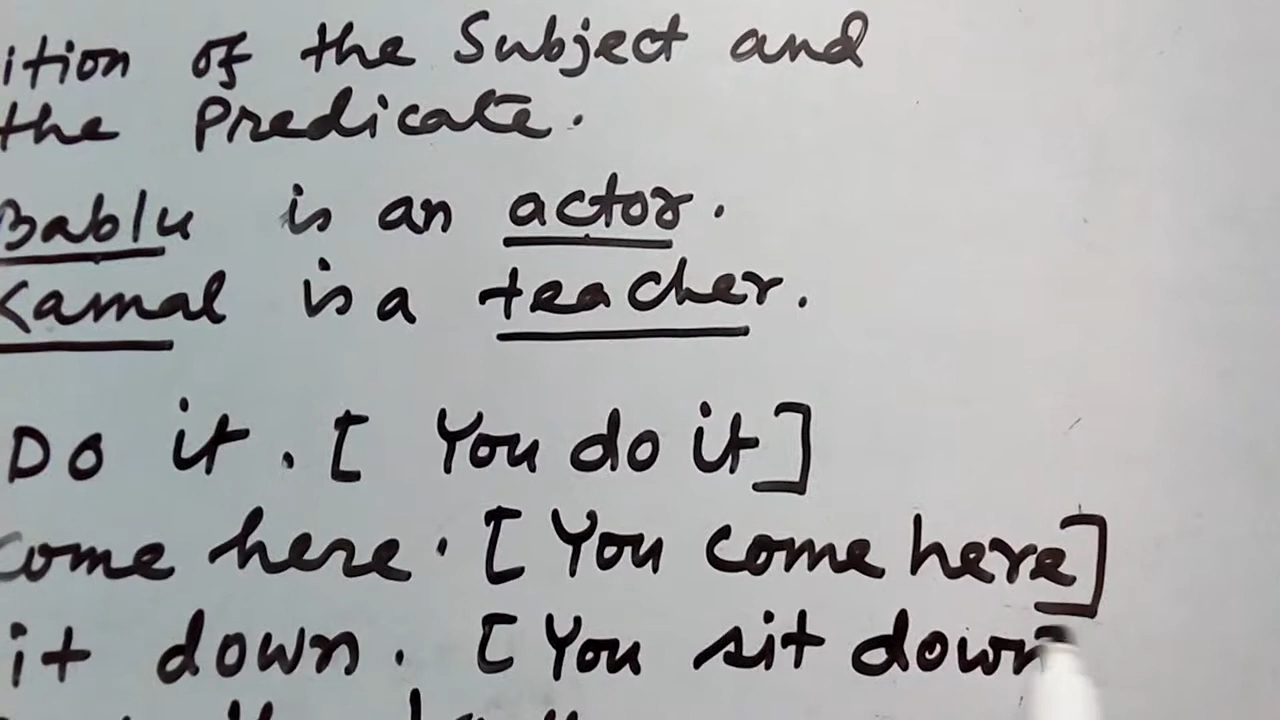 ition of the Subject and
the Predicate.
Bablu is an actor.
Kamal is a teacher.
Do it. [ You do it]
Come here. [ You come here]
it down. [ You sit down